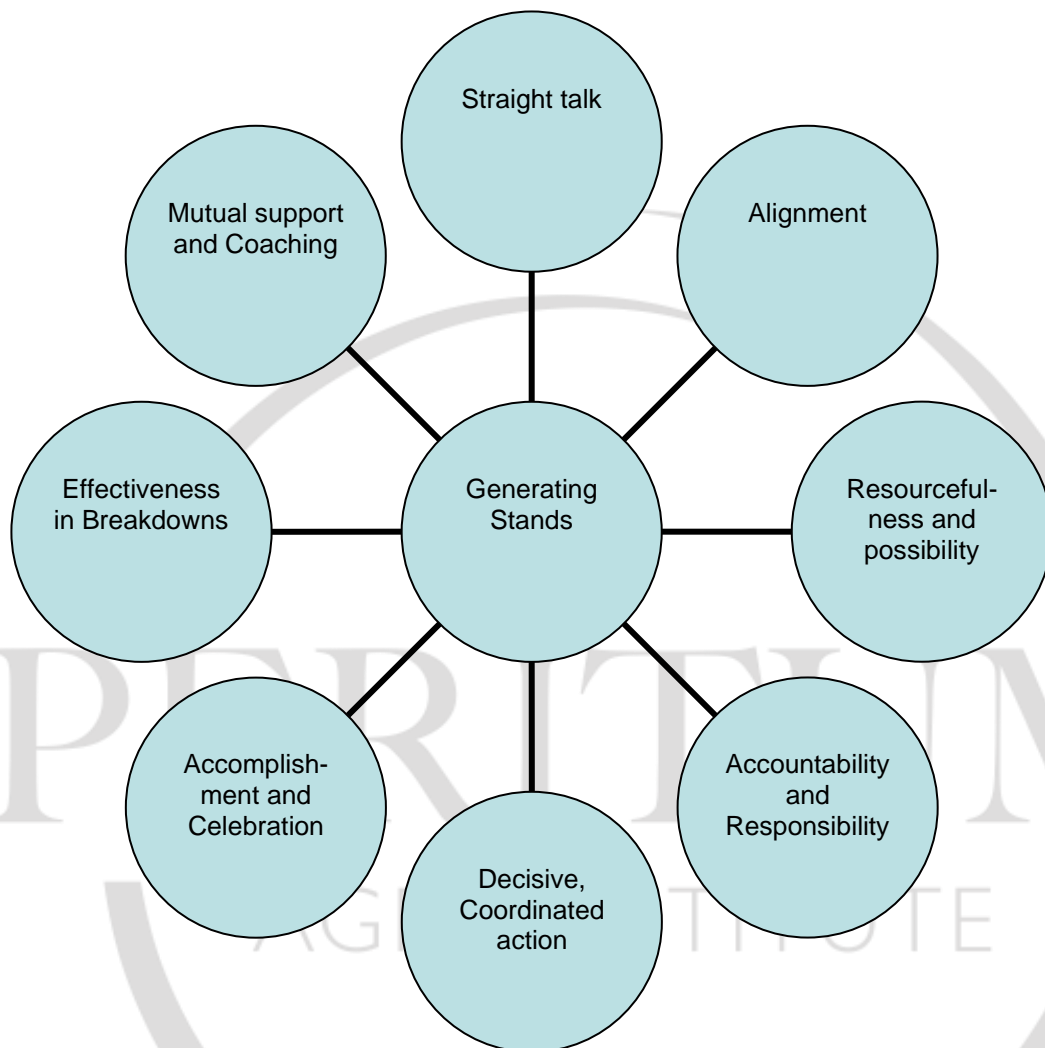 Straight talk
Alignment
Resourceful-
ness and
possibility
Accountability
and
Responsibility
Decisive,
Coordinated
action
Accomplish-
ment and
Celebration
Effectiveness
in Breakdowns
Mutual support
and Coaching
Generating
Stands
PERITUM